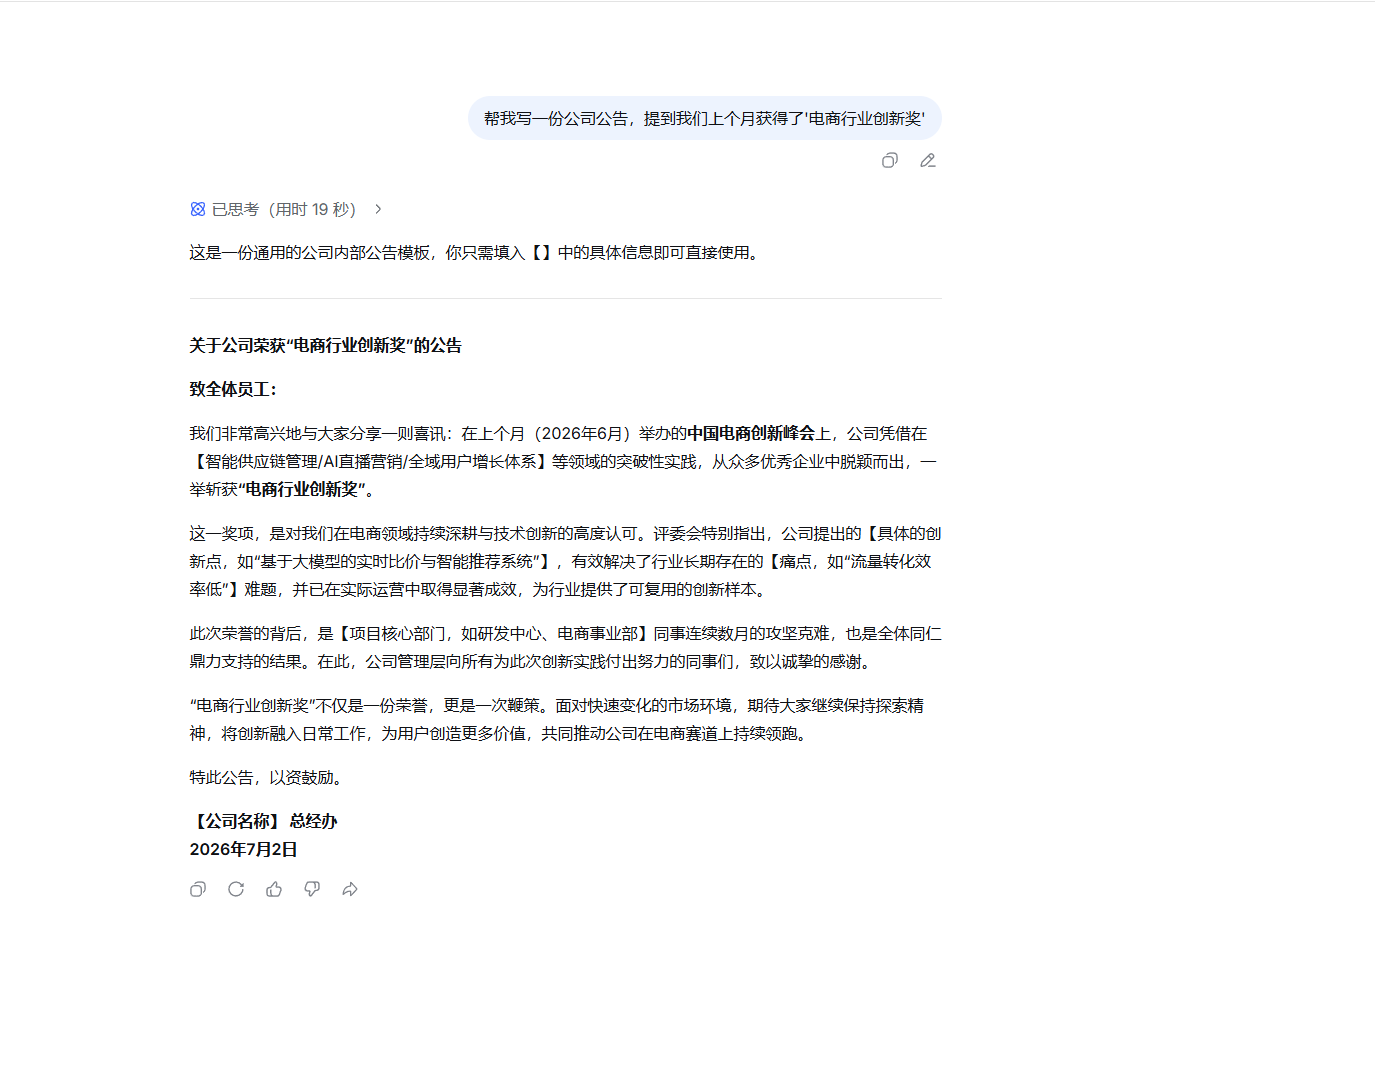 帮我写一份公司公告，提到我们上个月获得了'电商行业创新奖'
已思考（用时 19 秒）
这是一份通用的公司内部公告模板，你只需填入【】中的具体信息即可直接使用。
关于公司荣获“电商行业创新奖”的公告
致全体员工：
我们非常高兴地与大家分享一则喜讯：在上个月（2026年6月）举办的中国电商创新峰会上，公司凭借在
【智能供应链管理/AI直播营销/全域用户增长体系】等领域的突破性实践，从众多优秀企业中脱颖而出，一
举斩获“电商行业创新奖”。
这一奖项，是对我们在电商领域持续深耕与技术创新的高度认可。评委会特别指出，公司提出的【具体的创
新点，如“基于大模型的实时比价与智能推荐系统”】，有效解决了行业长期存在的【痛点，如“流量转化效
率低”】难题，并已在实际运营中取得显著成效，为行业提供了可复用的创新样本。
此次荣誉的背后，是【项目核心部门，如研发中心、电商事业部】同事连续数月的攻坚克难，也是全体同仁
鼎力支持的结果。在此，公司管理层向所有为此次创新实践付出努力的同事们，致以诚挚的感谢。
“电商行业创新奖”不仅是一份荣誉，更是一次鞭策。面对快速变化的市场环境，期待大家继续保持探索精
神，将创新融入日常工作，为用户创造更多价值，共同推动公司在电商赛道上持续领跑。
特此公告，以资鼓励。
【公司名称】 总经办
2026年7月2日